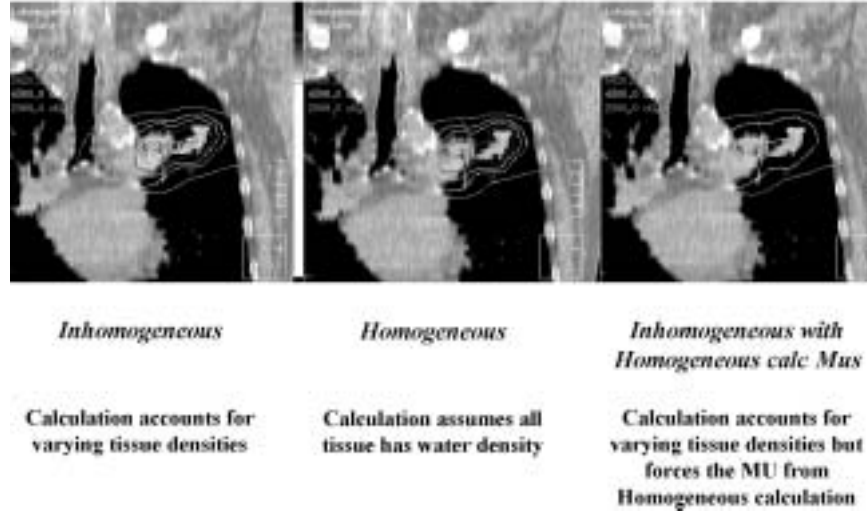 Inhomogeneous
Calculation accounts for
varying tissue densities
Homogeneous
Calculation assumes all
tissue has water density
Inhomogeneous with
Homogeneous calc Mus
Calculation accounts for
varying tissue densities but
forces the MU from
Homogeneous calculation